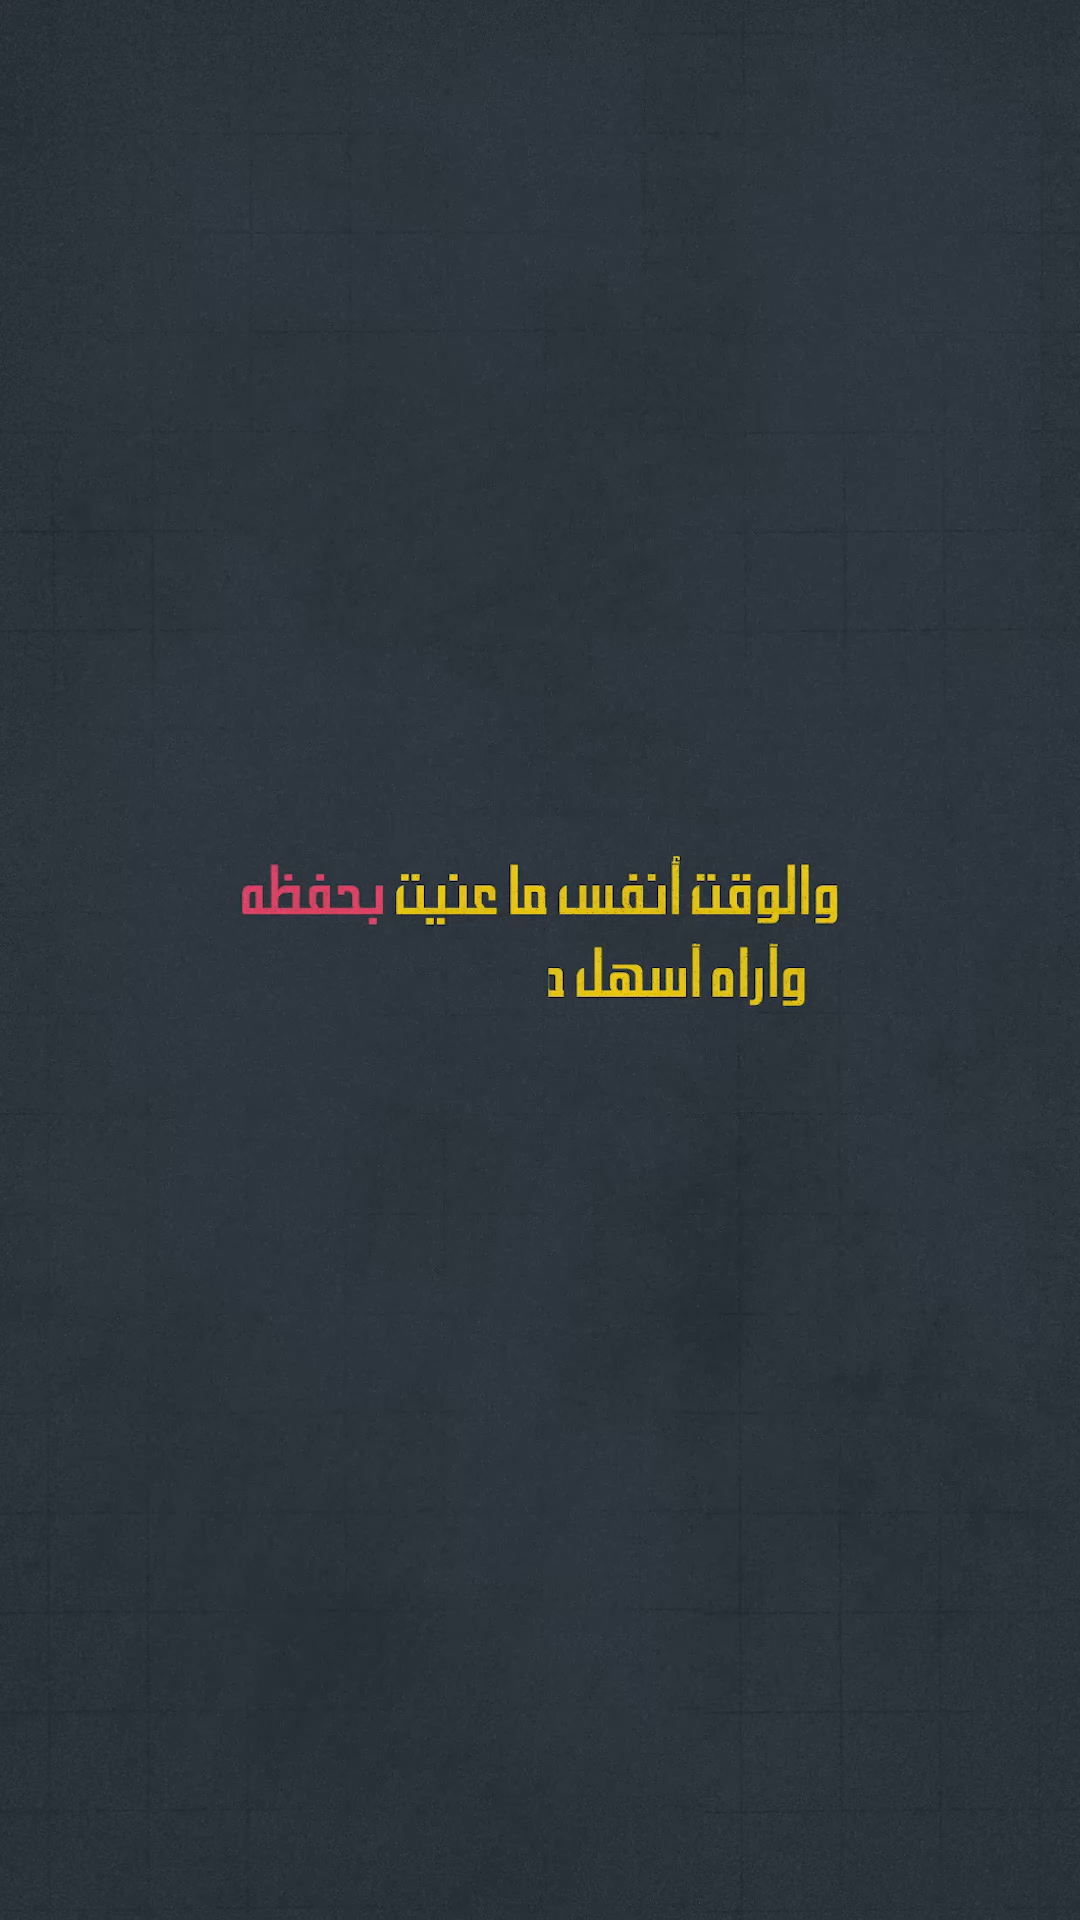 والوقت أنفس ما عنيت بحفظه
وأراه أسهل